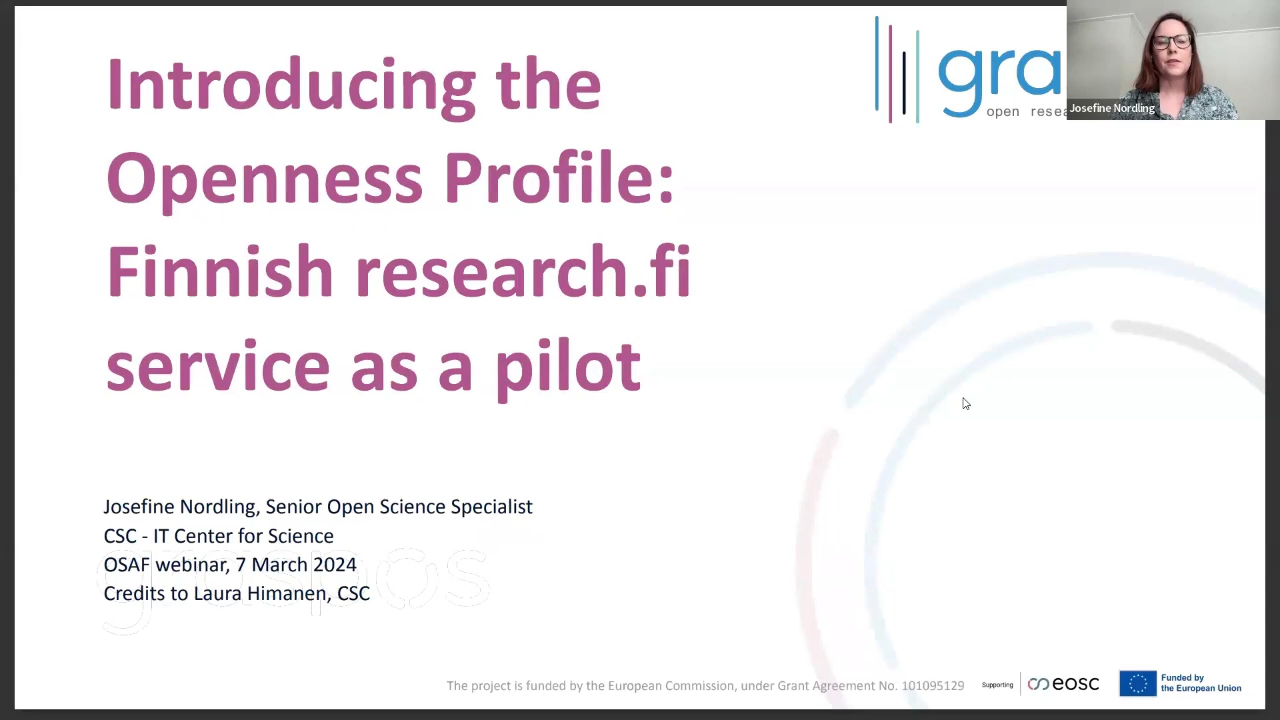 Introducing the
Openness Profile:
Finnish research.fi
service as a pilot
gra
open resea
Josefine Nordling
Josefine Nordling, Senior Open Science Specialist
CSC - IT Center for Science
OSAF webinar, 7 March 2024
Credits to Laura Himanen, CSC
graspos
The project is funded by the European Commission, under Grant Agreement No. 101095129
Supporting
eosc
Funded by
the European Union